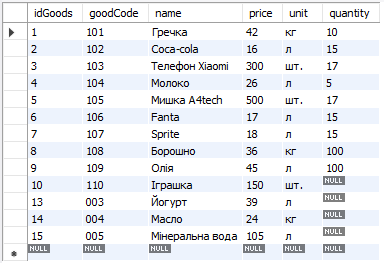 idGoods goodCode name price unit quantity
1 101 Гречка 42 кг 10
2 102 Coca-cola 16 л 15
3 103 Телефон Xiaomi 300 шт. 17
4 104 Молоко 26 л 5
5 105 Мишка A4tech 500 шт. 17
6 106 Fanta 17 л 15
7 107 Sprite 18 л 15
8 108 Борошно 36 кг 100
9 109 Олія 45 л 100
10 110 Іграшка 150 шт. NULL
13 003 Йогурт 39 л NULL
14 004 Масло 24 кг NULL
15 005 Мінеральна вода 105 л NULL
NULL NULL NULL NULL NULL NULL